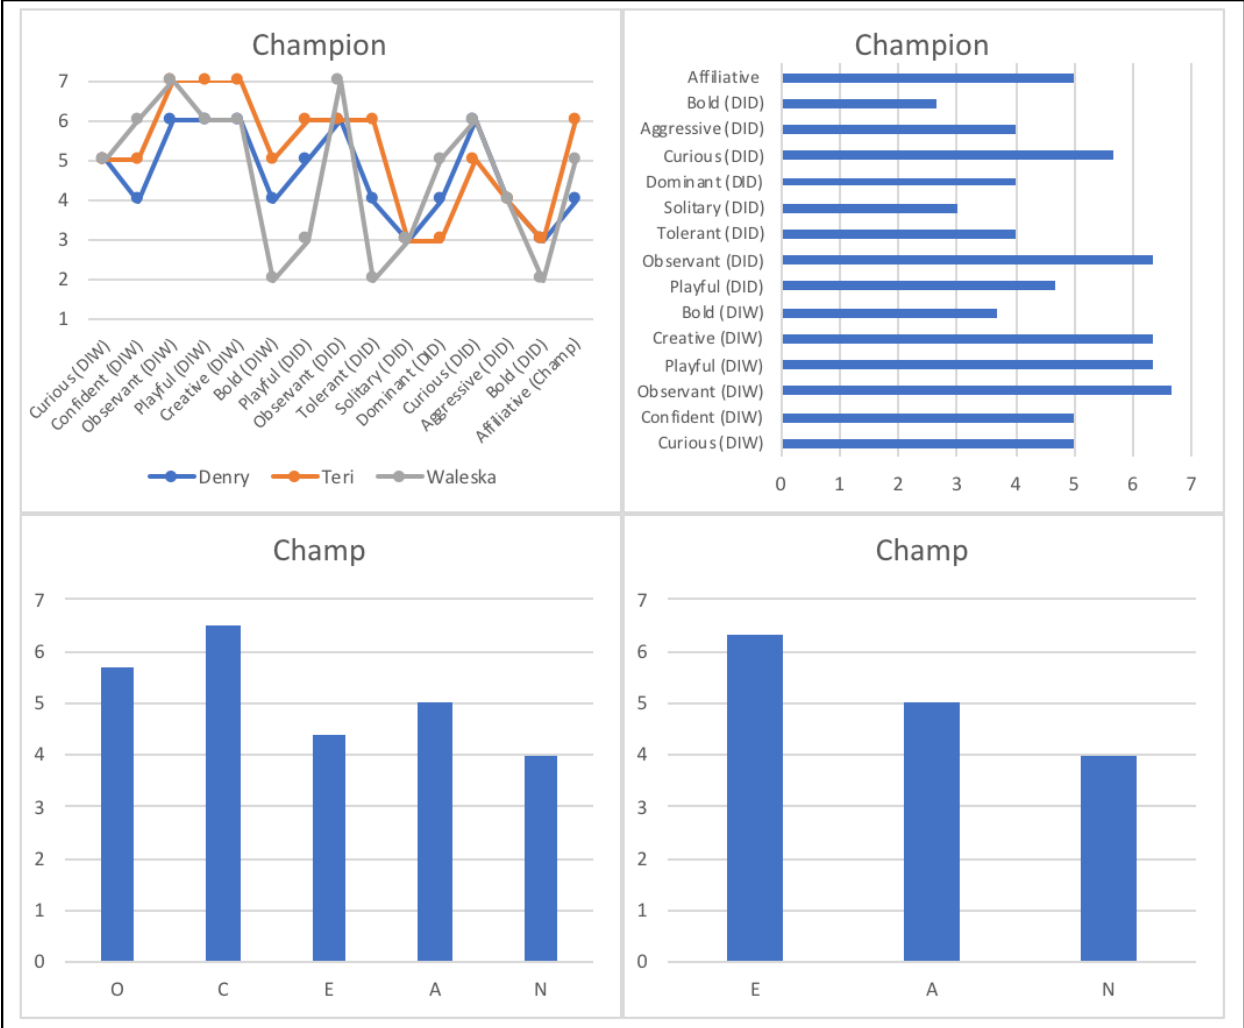 Champion
7
6
5
4
3
2
1
Curious (DIW)
Confident (DIW)
Observant (DIW)
Playful (DIW)
Creative (DIW)
Bold (DIW)
Playful (DID)
Observant (DID)
Tolerant (DID)
Solitary (DID)
Dominant (DID)
Curious (DID)
Aggressive (DID)
Bold (DID)
Affiliative (Champ)
Denry Teri Waleska
Champion
Affiliative
Bold (DID)
Aggressive (DID)
Curious (DID)
Dominant (DID)
Solitary (DID)
Tolerant (DID)
Observant (DID)
Playful (DID)
Bold (DIW)
Creative (DIW)
Playful (DIW)
Observant (DIW)
Confident (DIW)
Curious (DIW)
0 1 2 3 4 5 6 7
Champ
7
6
5
4
3
2
1
0
O C E A N
Champ
7
6
5
4
3
2
1
0
E A N